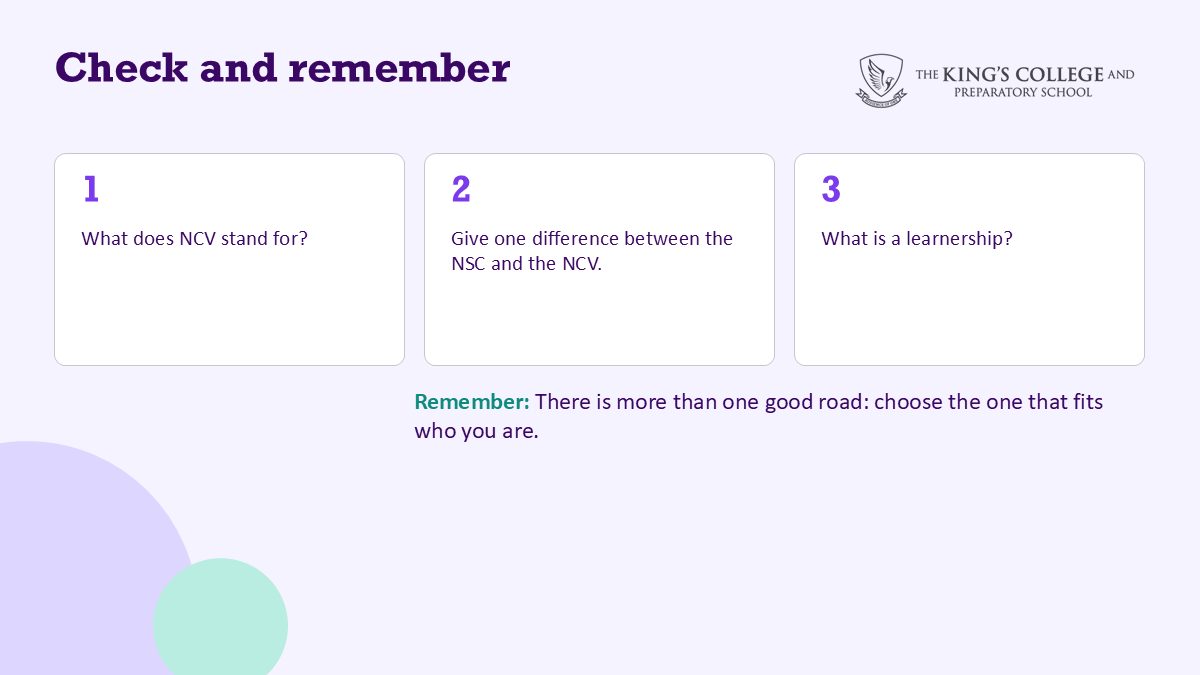 Check and remember
THE KING'S COLLEGE AND
PREPARATORY SCHOOL
1
What does NCV stand for?
2
Give one difference between the
NSC and the NCV.
3
What is a learnership?
Remember: There is more than one good road: choose the one that fits
who you are.